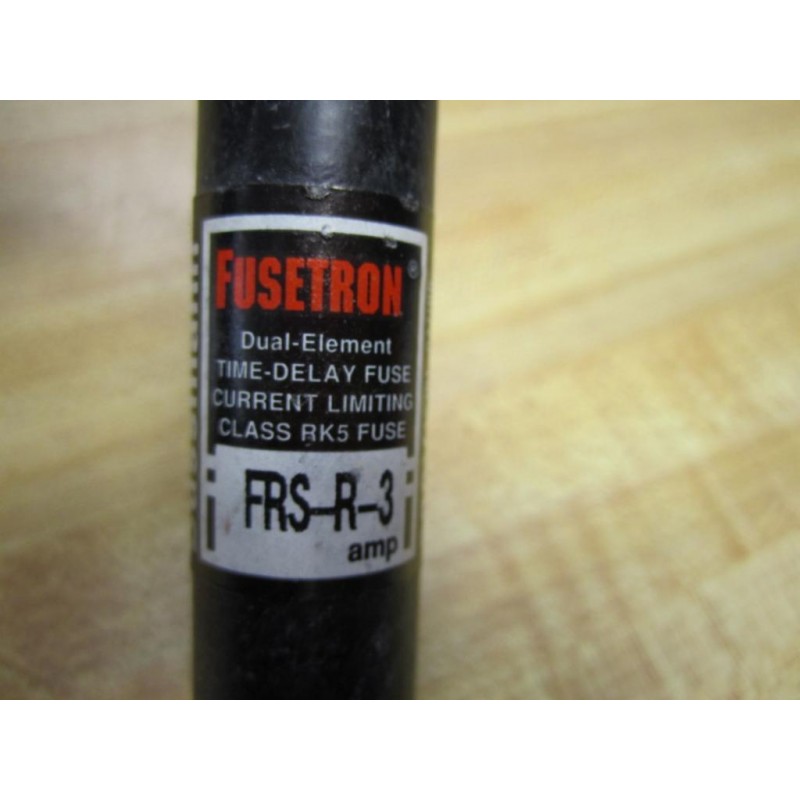 FUSETRON®
Dual-Element
TIME-DELAY FUSE
CURRENT LIMITING
CLASS RK5 FUSE
FRS-R-3
amp